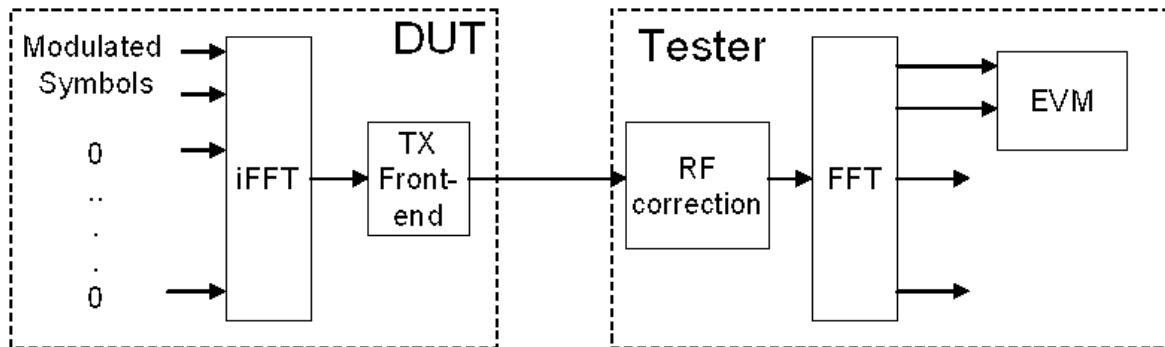 DUT
Modulated
Symbols
0
..
.
.
0
iFFT
TX
Front-
end
Tester
RF
correction
FFT
EVM